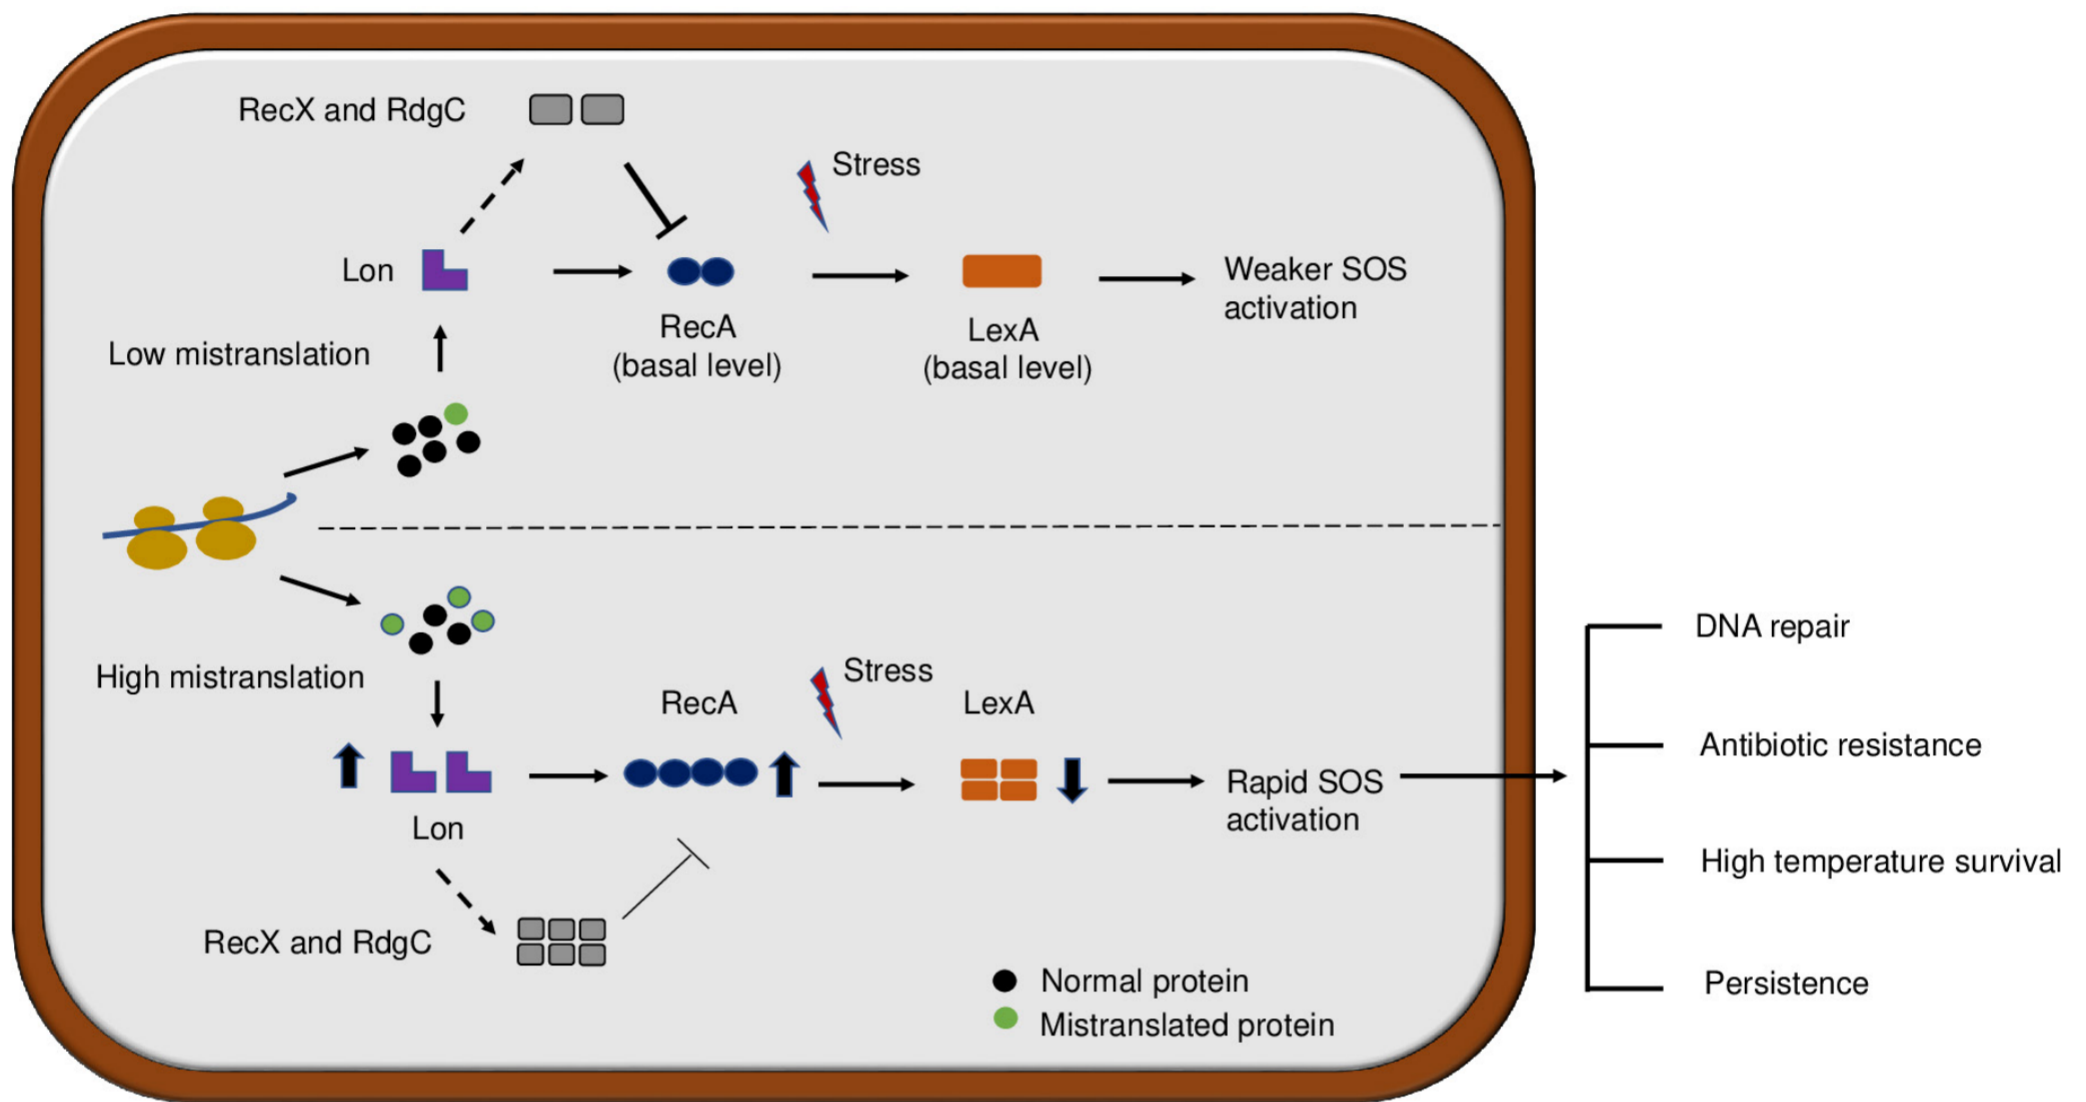 RecX and RdgC
Stress
Lon
RecA
(basal level)
LexA
(basal level)
Weaker SOS
activation
Low mistranslation
High mistranslation
RecA
Stress
LexA
Lon
Rapid SOS
activation
RecX and RdgC
Normal protein
Mistranslated protein
DNA repair
Antibiotic resistance
High temperature survival
Persistence